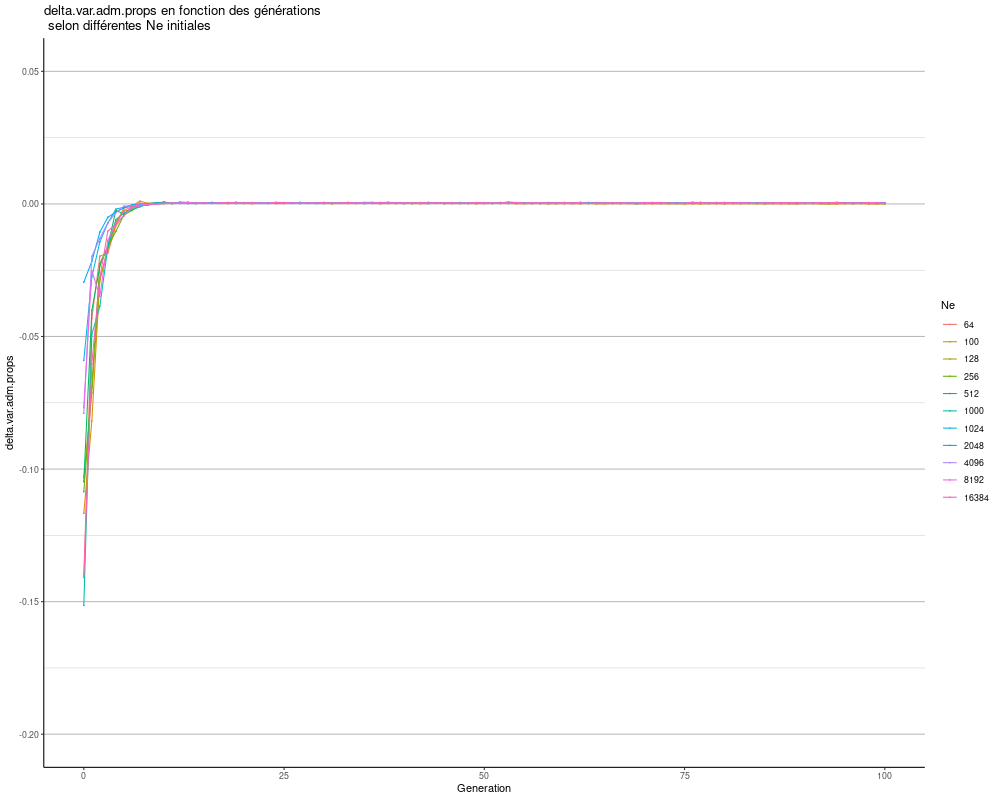 delta.var.adm.props en fonction des générations
selon différentes Ne initiales
0.05
0.00
-0.05
-0.10
-0.15
-0.20
delta.var.adm.props
0 25 50 75 100
Generation
Ne
64
100
128
256
512
1000
1024
2048
4096
8192
16384